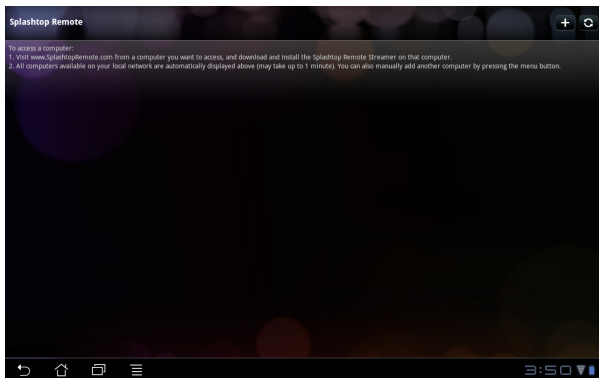 Splashtop Remote
To access a computer:
1. Visit www.SplashtopRemote.com from a computer you want to access, and download and install the Splashtop Remote Streamer on that computer.
2. All computers available on your local network are automatically displayed above (may take up to 1 minute). You can also manually add another computer by pressing the menu button.
3:50